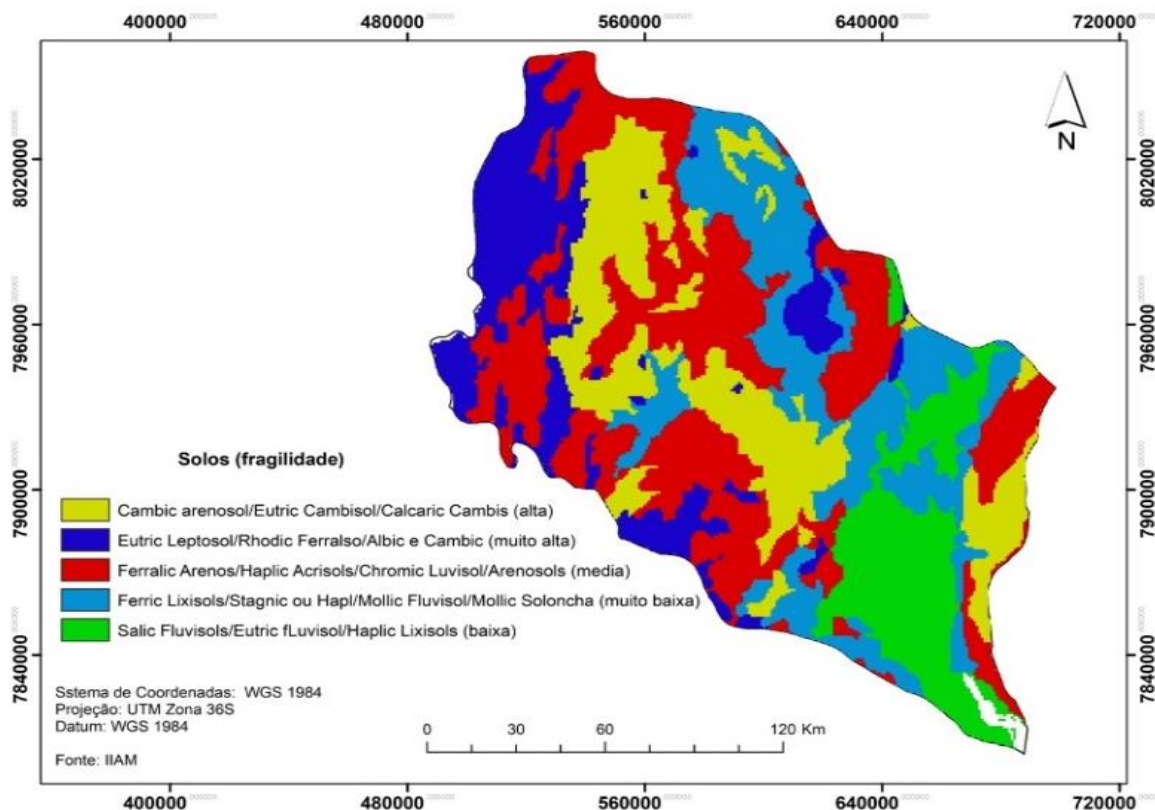 400000 480000 560000 640000 720000
N
8020000 8020000
7960000 7960000
7900000 7900000
7840000 7840000
Solos (fragilidade)
Cambic arenosol/Eutric Cambisol/Calcaric Cambis (alta)
Eutric Leptosol/Rhodic Ferralso/Albic e Cambic (muito alta)
Ferralic Arenos/Haplic Acrisols/Chromic Luvisol/Arenosols (media)
Ferric Lixisols/Stagnic ou Hapl/Mollic Fluvisol/Mollic Soloncha (muito baixa)
Salic Fluvisols/Eutric fLuvisol/Haplic Lixisols (baixa)
Sstema de Coordenadas: WGS 1984
Projeção: UTM Zona 36S
Datum: WGS 1984
Fonte: IIAM
0 30 60 120 Km
400000 480000 560000 640000 720000